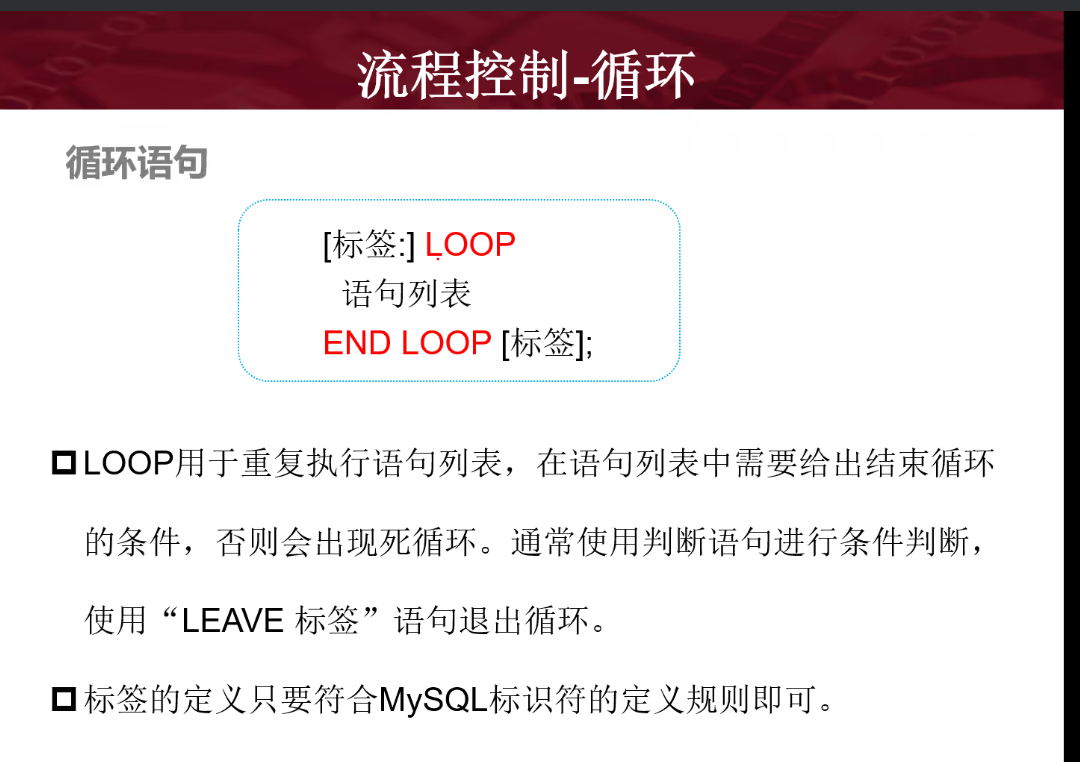 流程控制-循环
循环语句
[标签:] LOOP
语句列表
END LOOP [标签];
LOOP用于重复执行语句列表，在语句列表中需要给出结束循环
的条件，否则会出现死循环。通常使用判断语句进行条件判断，
使用“LEAVE 标签”语句退出循环。
标签的定义只要符合MySQL标识符的定义规则即可。